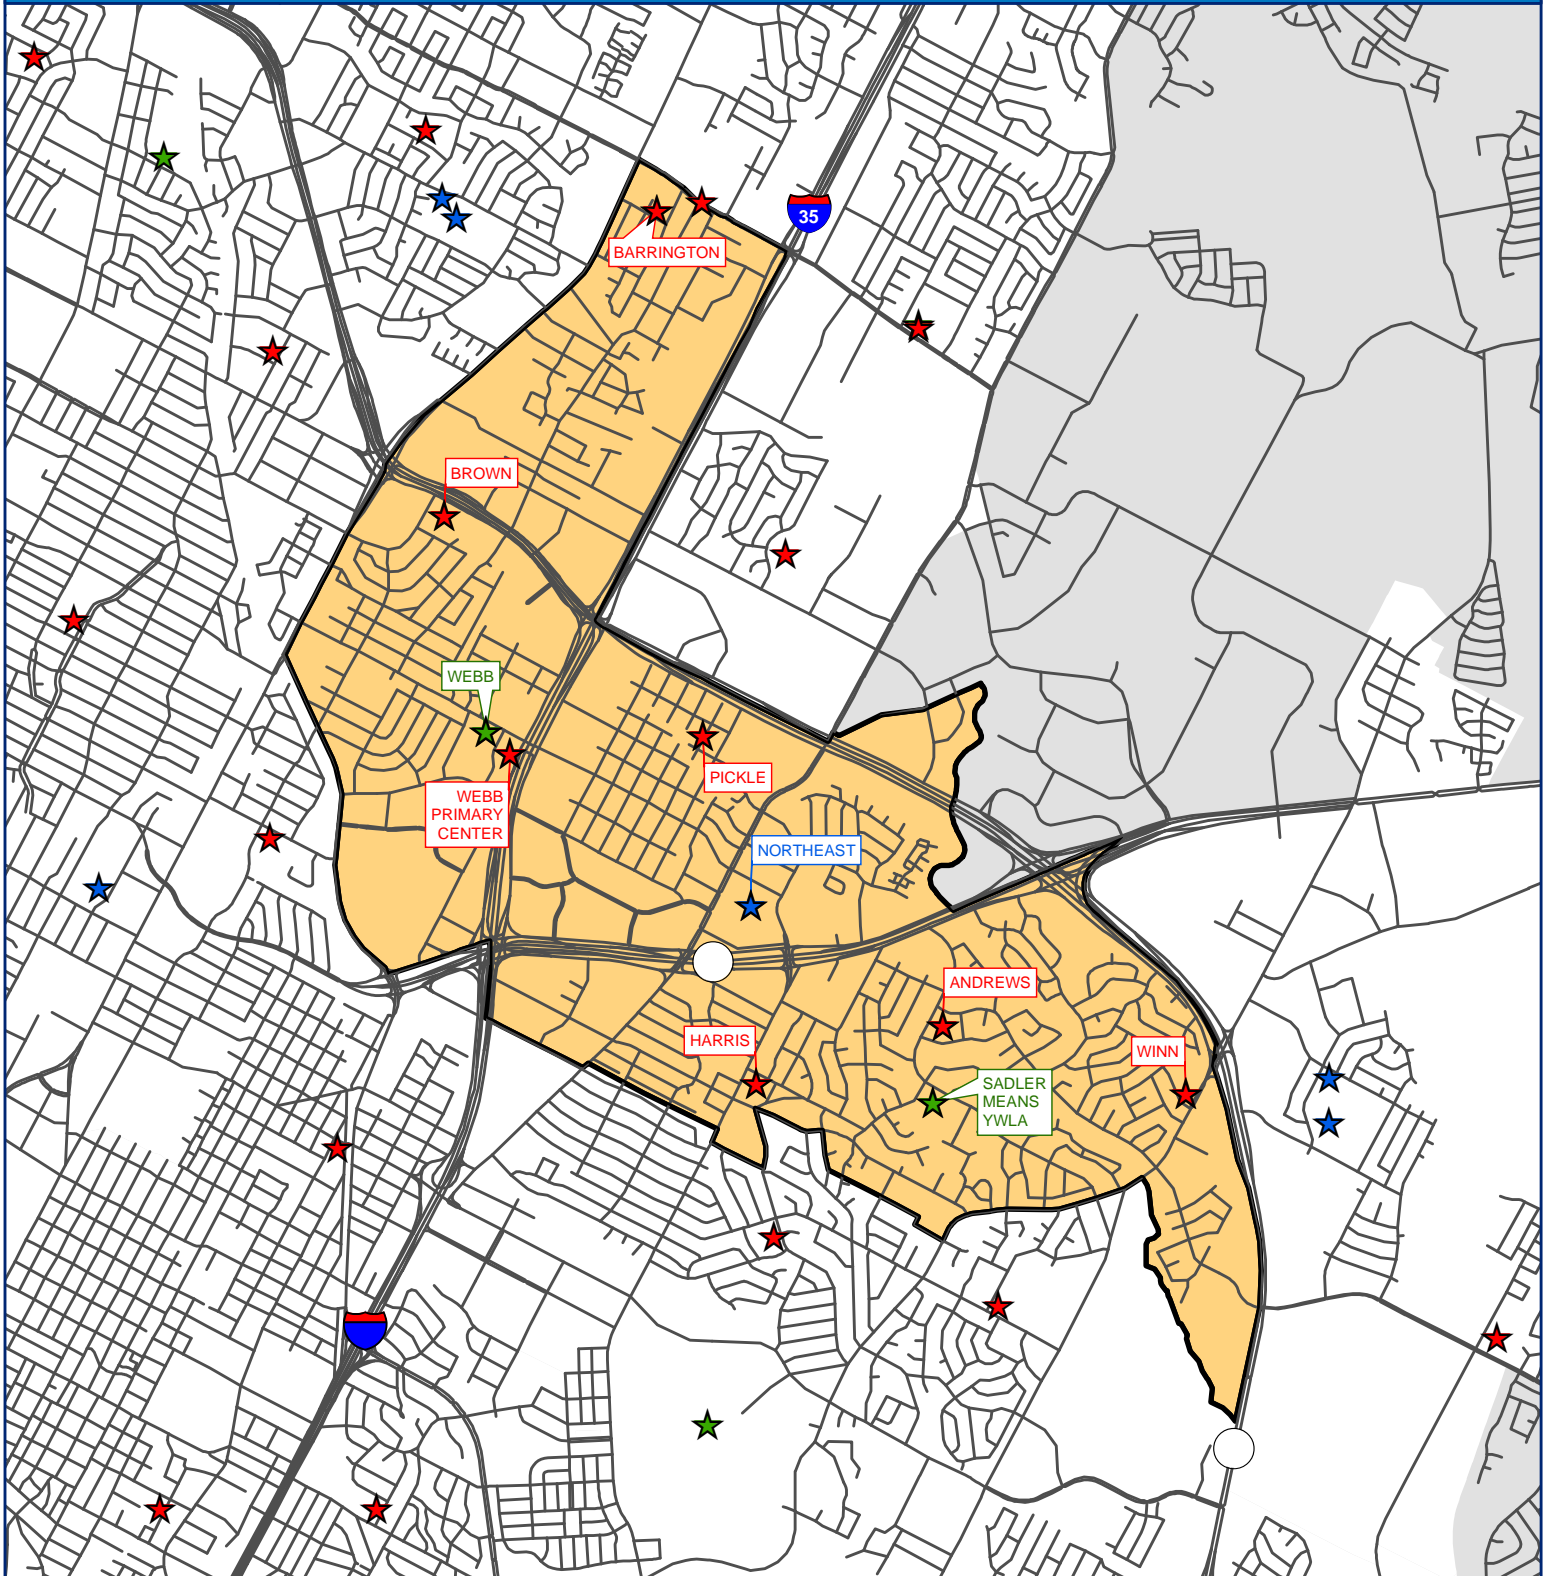 35
BARRINGTON
BROWN
WEBB
PICKLE
WEBB
PRIMARY
CENTER
NORTHEAST
ANDREWS
HARRIS
WINN
SADLER
MEANS
YWLA